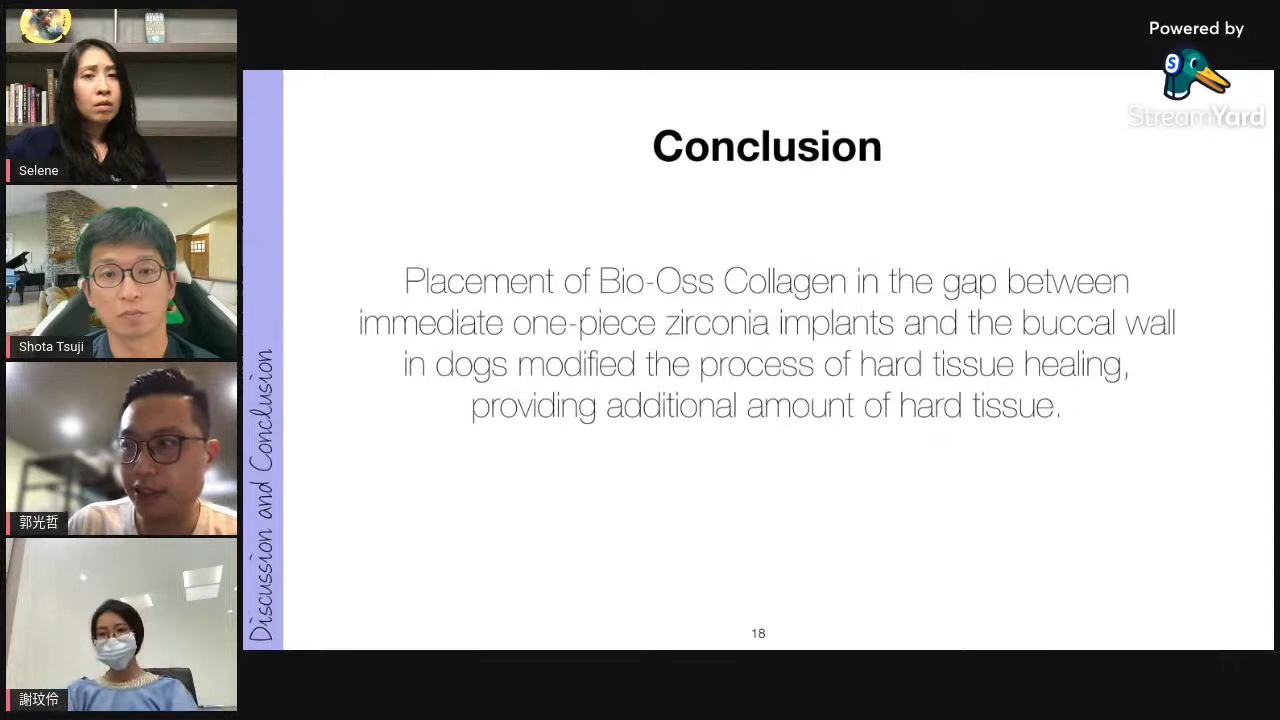 Powered by
S
StreamYard
Selene
Shota Tsuji
郭光哲
謝玟伶
Discussion and Conclusion
Conclusion
Placement of Bio-Oss Collagen in the gap between
immediate one-piece zirconia implants and the buccal wall
in dogs modified the process of hard tissue healing,
providing additional amount of hard tissue.
18